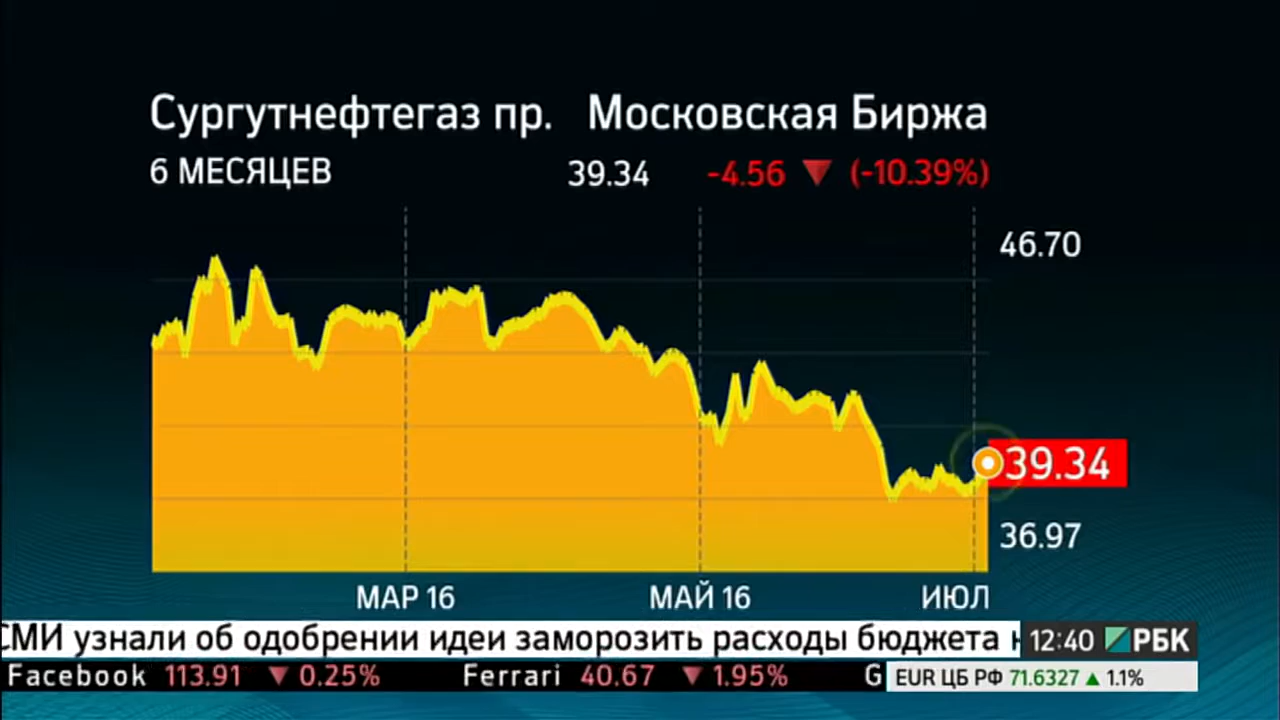 Сургутнефтегаз пр. Московская Биржа
6 МЕСЯЦЕВ 39.34 -4.56 ▼ (-10.39%)
46.70
39.34
36.97
МАР 16 МАЙ 16 ИЮЛ
СМИ узнали об одобрении идеи заморозить расходы бюджета н 12:40 РБК
Facebook 113.91 ▼ 0.25% Ferrari 40.67 ▼ 1.95% G EUR ЦБ РФ 71.6327 ▲ 1.1%